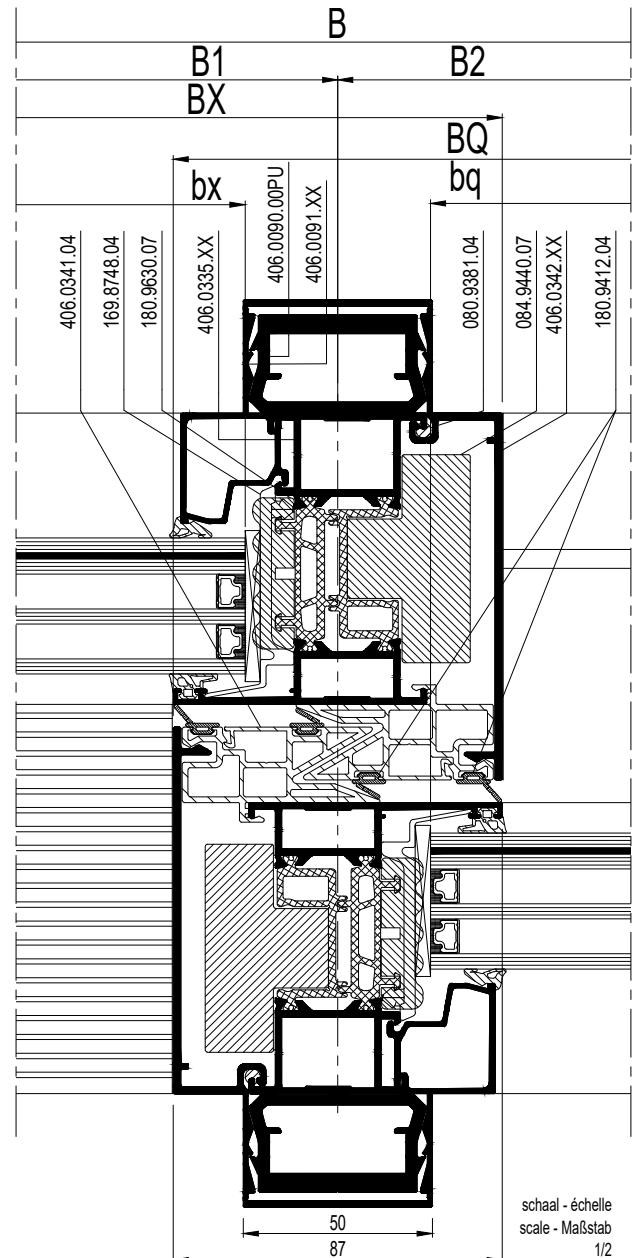 B
B1
B2
BX
BQ
bx
bq
406.0341.04
169.8748.04
180.9630.07
406.0335.XX
406.0090.00PU
406.0091.XX
080.9381.04
084.9440.07
406.0342.XX
180.9412.04
50
87
schaal - échelle
scale - Maßstab
1/2